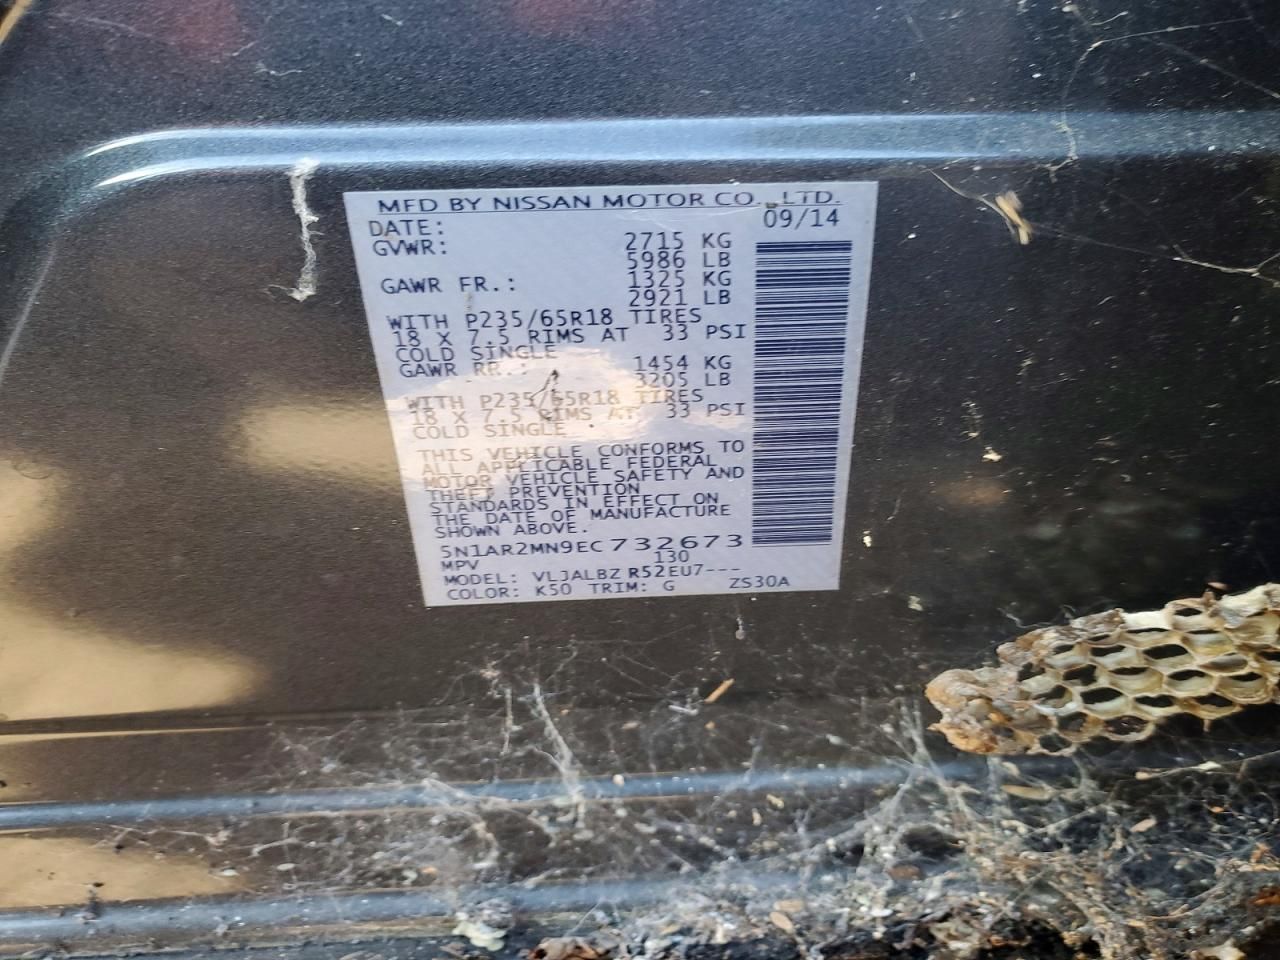 MFD BY NISSAN MOTOR CO., LTD.
DATE: 09/14
GVWR: 2715 KG
5986 LB
GAWR FR.: 1325 KG
2921 LB
WITH P235/65R18 TIRES
18 X 7.5 RIMS AT 33 PSI
COLD SINGLE
GAWR RR.: 1454 KG
3205 LB
WITH P235/65R18 TIRES
18 X 7.5 RIMS AT 33 PSI
COLD SINGLE
THIS VEHICLE CONFORMS TO
ALL APPLICABLE FEDERAL
MOTOR VEHICLE SAFETY AND
THEFT PREVENTION
STANDARDS IN EFFECT ON
THE DATE OF MANUFACTURE
SHOWN ABOVE.
5N1AR2MN9EC732673
MPV 130
MODEL: VLJALBZ R52EU7---
COLOR: K50 TRIM: G ZS30A